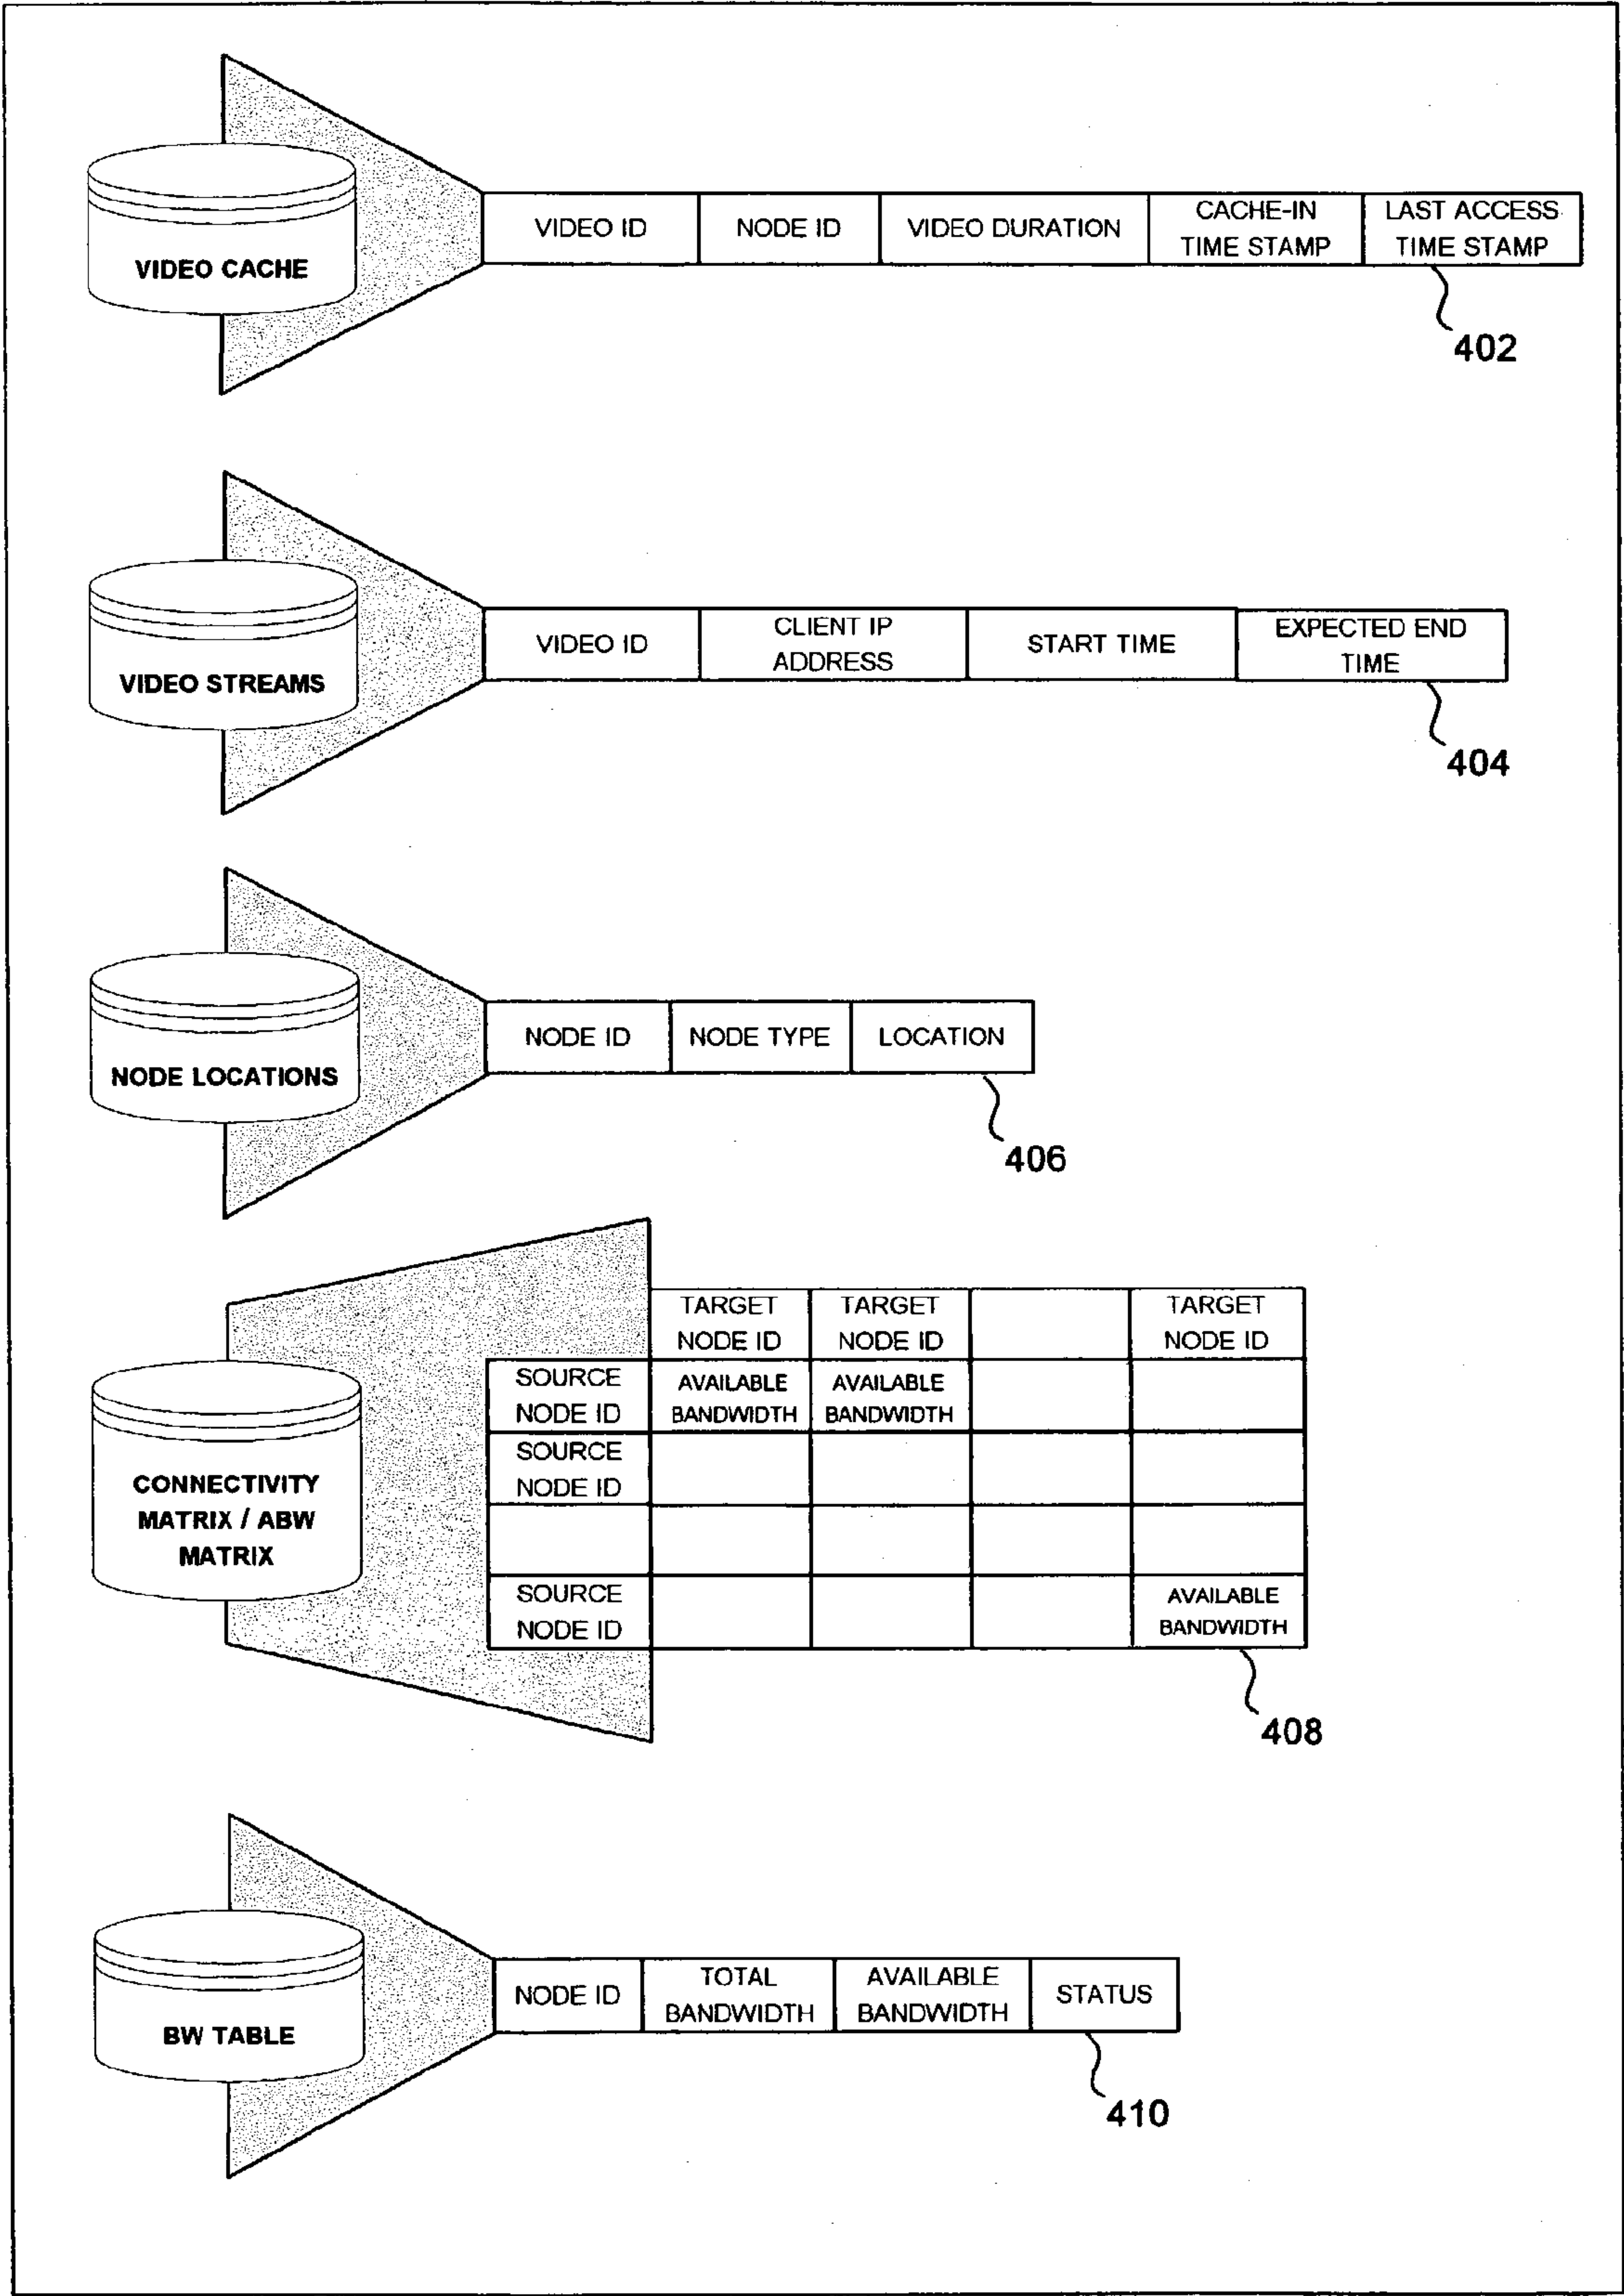 VIDEO CACHE
VIDEO ID
NODE ID
VIDEO DURATION
CACHE-IN
TIME STAMP
LAST ACCESS
TIME STAMP
402
VIDEO STREAMS
VIDEO ID
CLIENT IP
ADDRESS
START TIME
EXPECTED END
TIME
404
NODE LOCATIONS
NODE ID
NODE TYPE
LOCATION
406
CONNECTIVITY
MATRIX / ABW
MATRIX
TARGET
NODE ID
TARGET
NODE ID
TARGET
NODE ID
SOURCE
NODE ID
AVAILABLE
BANDWIDTH
AVAILABLE
BANDWIDTH
SOURCE
NODE ID
SOURCE
NODE ID
AVAILABLE
BANDWIDTH
408
BW TABLE
NODE ID
TOTAL
BANDWIDTH
AVAILABLE
BANDWIDTH
STATUS
410